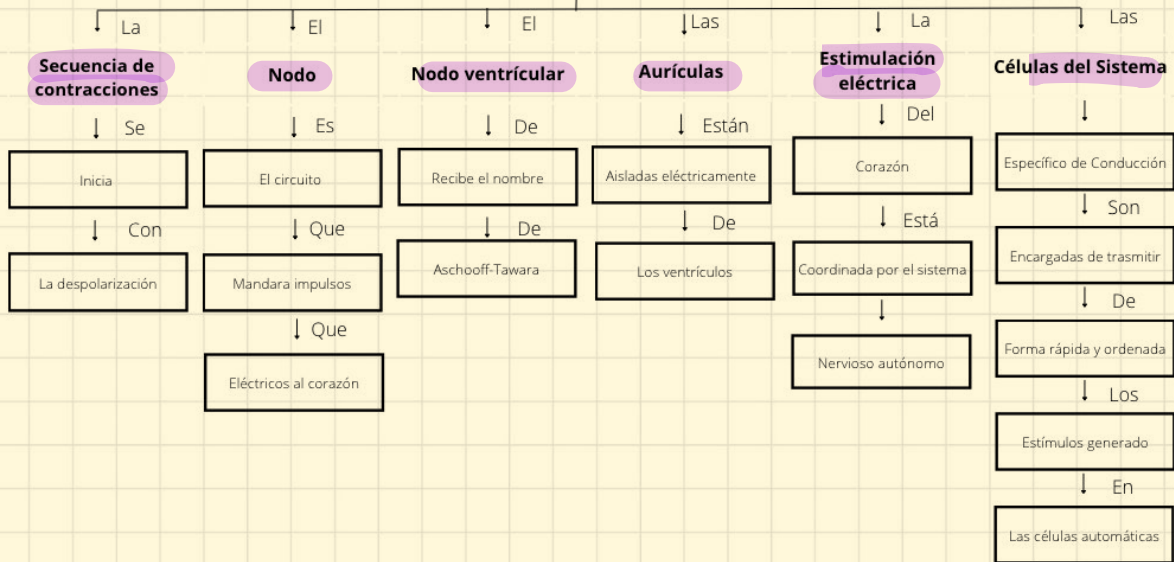 La
Secuencia de
contracciones
Se
Inicia
Con
La despolarización
El
Nodo
Es
El circuito
Que
Mandara impulsos
Que
Eléctricos al corazón
El
Nodo ventrícular
De
Recibe el nombre
De
Aschooff-Tawara
Las
Aurículas
Están
Aisladas eléctricamente
De
Los ventrículos
La
Estimulación
eléctrica
Del
Corazón
Está
Coordinada por el sistema
Nervioso autónomo
Las
Células del Sistema
Específico de Conducción
Son
Encargadas de trasmitir
De
Forma rápida y ordenada
Los
Estímulos generado
En
Las células automáticas